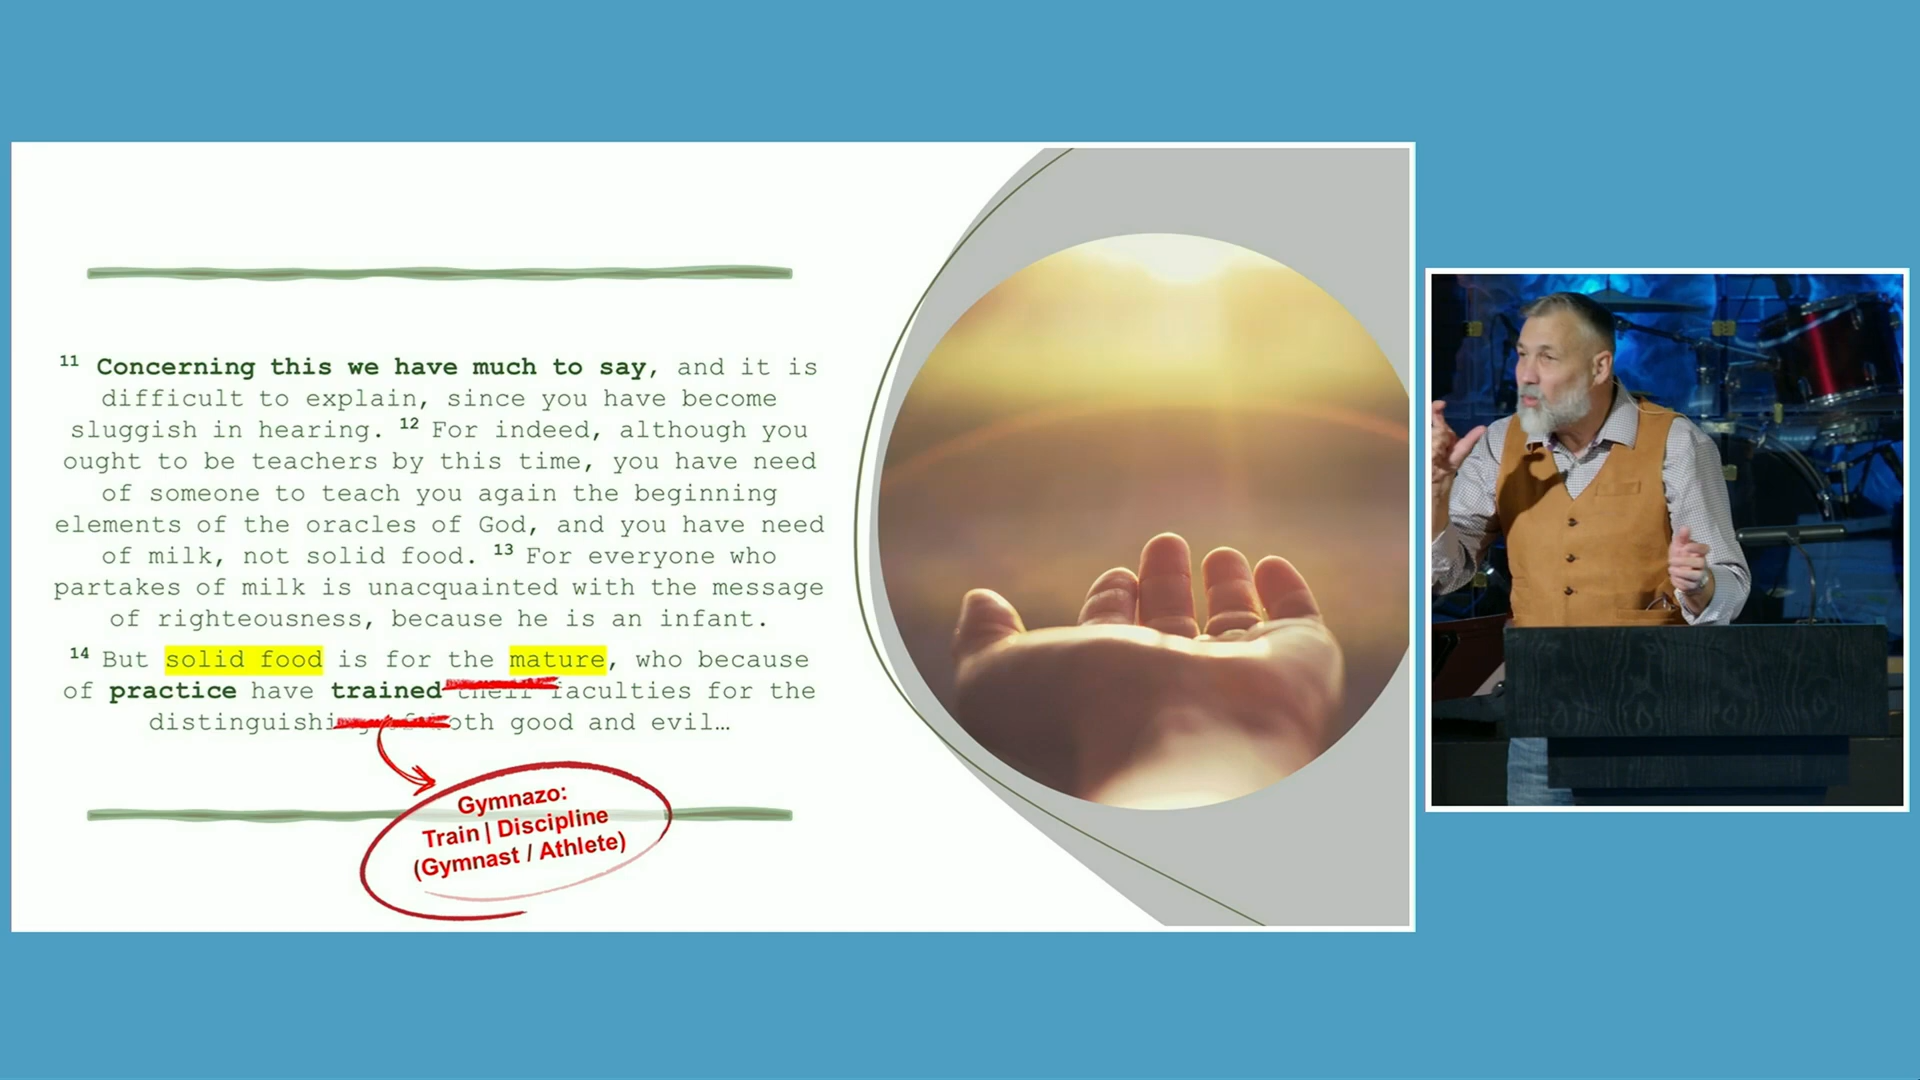 11 Concerning this we have much to say, and it is
difficult to explain, since you have become
sluggish in hearing. 12 For indeed, although you
ought to be teachers by this time, you have need
of someone to teach you again the beginning
elements of the oracles of God, and you have need
of milk, not solid food. 13 For everyone who
partakes of milk is unacquainted with the message
of righteousness, because he is an infant.
14 But solid food is for the mature, who because
of practice have trained their faculties for the
distinguishing of both good and evil…
Gymnazo:
Train | Discipline
(Gymnast / Athlete)